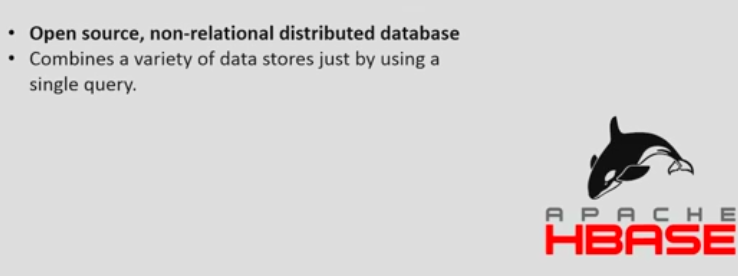 • Open source, non-relational distributed database
• Combines a variety of data stores just by using a
single query.
APACHE
HBASE